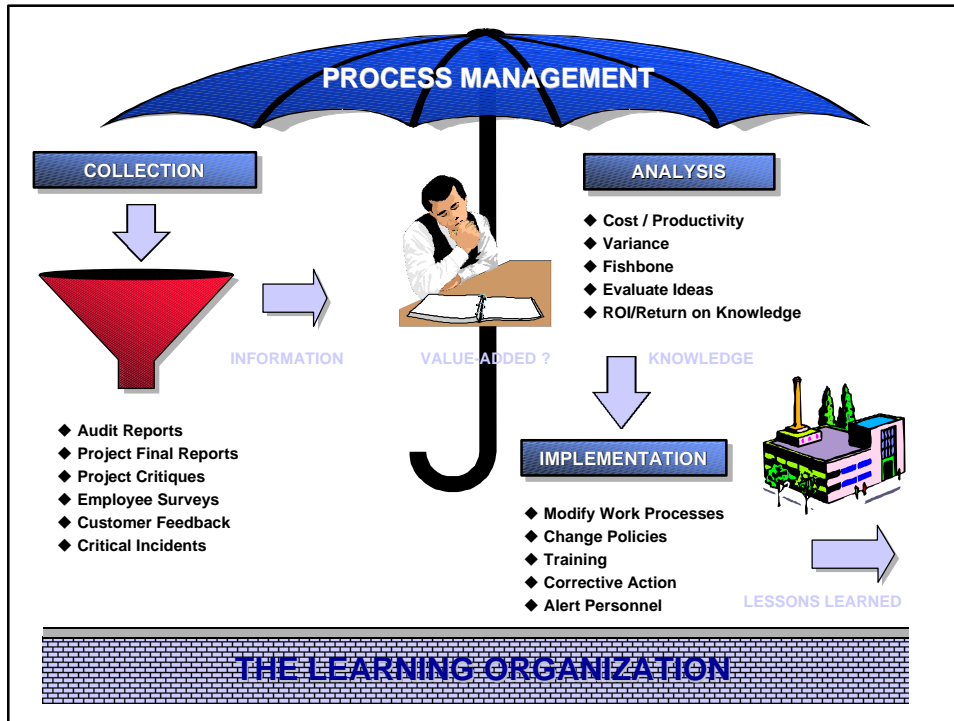 PROCESS MANAGEMENT
COLLECTION
INFORMATION
◆ Audit Reports
◆ Project Final Reports
◆ Project Critiques
◆ Employee Surveys
◆ Customer Feedback
◆ Critical Incidents
VALUE-ADDED ?
ANALYSIS
◆ Cost / Productivity
◆ Variance
◆ Fishbone
◆ Evaluate Ideas
◆ ROI/Return on Knowledge
KNOWLEDGE
IMPLEMENTATION
◆ Modify Work Processes
◆ Change Policies
◆ Training
◆ Corrective Action
◆ Alert Personnel
LESSONS LEARNED
THE LEARNING ORGANIZATION